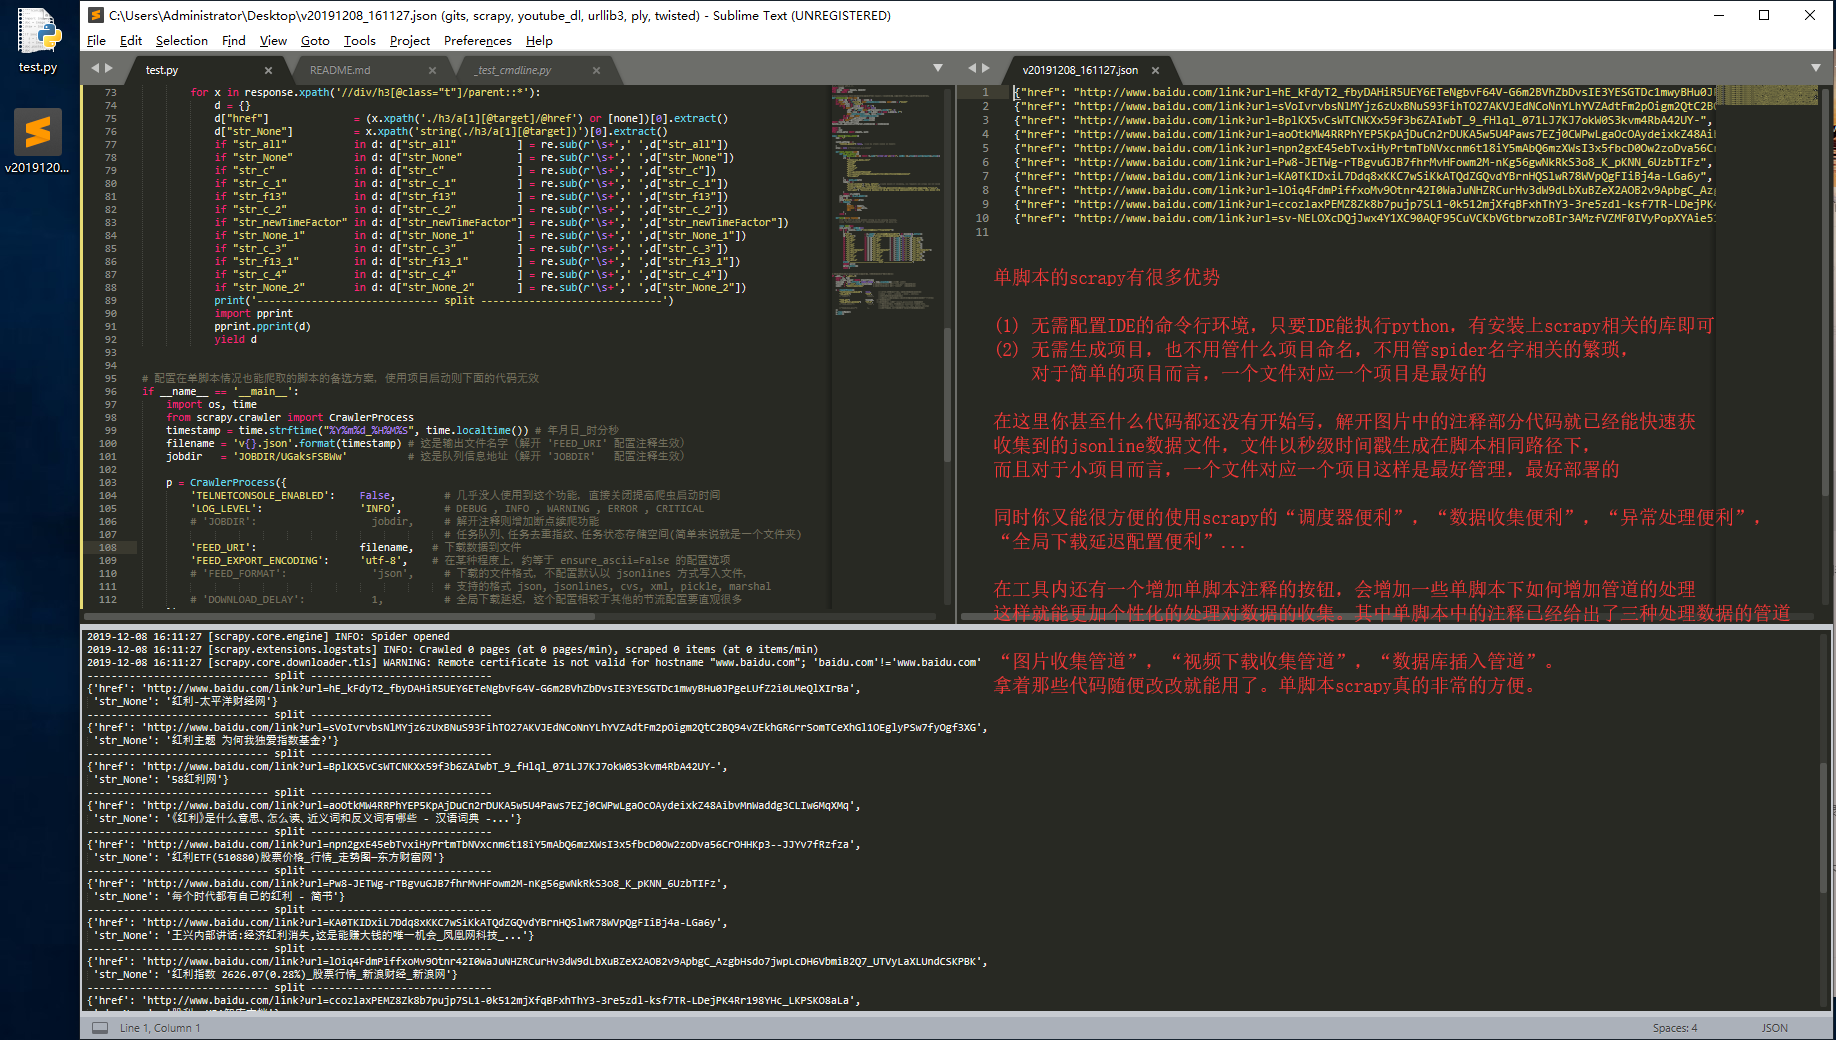 test.py
v2019120...
C:\Users\Administrator\Desktop\v20191208_161127.json (gits, scrapy, youtube_dl, urllib3, ply, twisted) - Sublime Text (UNREGISTERED)
File Edit Selection Find View Goto Tools Project Preferences Help
test.py
README.md
_test_cmdline.py
73 for x in response.xpath('//div/h3[@class="t"]/parent::*'):
74 d = {}
75 d["href"] = (x.xpath('./h3/a[1][@target]/@href') or [none])[0].extract()
76 d["str_None"] = x.xpath('string(./h3/a[1][@target])')[0].extract()
77 if "str_all" in d: d["str_all" ] = re.sub(r'\s+',' ',d["str_all"])
78 if "str_None" in d: d["str_None" ] = re.sub(r'\s+',' ',d["str_None"])
79 if "str_c" in d: d["str_c" ] = re.sub(r'\s+',' ',d["str_c"])
80 if "str_c_1" in d: d["str_c_1" ] = re.sub(r'\s+',' ',d["str_c_1"])
81 if "str_f13" in d: d["str_f13" ] = re.sub(r'\s+',' ',d["str_f13"])
82 if "str_c_2" in d: d["str_c_2" ] = re.sub(r'\s+',' ',d["str_c_2"])
83 if "str_newTimeFactor" in d: d["str_newTimeFactor"] = re.sub(r'\s+',' ',d["str_newTimeFactor"])
84 if "str_None_1" in d: d["str_None_1" ] = re.sub(r'\s+',' ',d["str_None_1"])
85 if "str_c_3" in d: d["str_c_3" ] = re.sub(r'\s+',' ',d["str_c_3"])
86 if "str_f13_1" in d: d["str_f13_1" ] = re.sub(r'\s+',' ',d["str_f13_1"])
87 if "str_c_4" in d: d["str_c_4" ] = re.sub(r'\s+',' ',d["str_c_4"])
88 if "str_None_2" in d: d["str_None_2" ] = re.sub(r'\s+',' ',d["str_None_2"])
89 print('------------------------------ split ------------------------------')
90 import pprint
91 pprint.pprint(d)
92 yield d
93
94
95 # 配置在单脚本情况也能爬取的脚本的备选方案，使用项目启动则下面的代码无效
96 if __name__ == '__main__':
97 import os, time
98 from scrapy.crawler import CrawlerProcess
99 timestamp = time.strftime("%Y%m%d_%H%M%S", time.localtime()) # 年月日_时分秒
100 filename = 'v{}.json'.format(timestamp) # 这是输出文件名字（解开 'FEED_URI' 配置注释生效）
101 jobdir = 'JOBDIR/UGaksFSBWw' # 这是队列信息地址（解开 'JOBDIR' 配置注释生效）
102
103 p = CrawlerProcess({
104 'TELNETCONSOLE_ENABLED': False, # 几乎没人使用到这个功能，直接关闭提高爬虫启动时间
105 'LOG_LEVEL': 'INFO', # DEBUG , INFO , WARNING , ERROR , CRITICAL
106 # 'JOBDIR': jobdir, # 解开注释则增加断点续爬功能
107 # 任务队列、任务去重指纹、任务状态存储空间(简单来说就是一个文件夹)
108 'FEED_URI': filename, # 下载数据到文件
109 'FEED_EXPORT_ENCODING': 'utf-8', # 在某种程度上，约等于 ensure_ascii=False 的配置选项
110 # 'FEED_FORMAT': 'json', # 下载的文件格式，不配置默认以 jsonlines 方式写入文件，
111 # 支持的格式 json, jsonlines, cvs, xml, pickle, marshal
112 # 'DOWNLOAD_DELAY': 1, # 全局下载延迟，这个配置相较于其他的节流配置要直观很多
v20191208_161127.json
1 {"href": "http://www.baidu.com/link?url=hE_kFdyT2_fbyDAHiR5UEY6ETeNgbvF64V-G6m2BVhZbDvsIE3YESGTDc1mwyBHu0J
2 {"href": "http://www.baidu.com/link?url=sVoIvrvbsNlMYjz6zUxBNuS93FihTO27AKVJEdNCoNnYLhYVZAdtFm2pOigm2QtC2B
3 {"href": "http://www.baidu.com/link?url=BplKX5vCsWTCNKXx59f3b6ZAIwbT_9_fHlql_071LJ7KJ7okW0S3kvm4RbA42UY-",
4 {"href": "http://www.baidu.com/link?url=aoOtkMW4RRPhYEP5KpAjDuCn2rDUKA5w5U4Paws7EZj0CWPwLgaOcOAydeixkZ48Ai
5 {"href": "http://www.baidu.com/link?url=npn2gxE45ebTvxiHyPrtmTbNVxcnm6t18iY5mAbQ6mzXWsI3x5fbcD0Ow2zoDva56C
6 {"href": "http://www.baidu.com/link?url=Pw8-JETWg-rTBgvuGJB7fhrMvHFowm2M-nKg56gwNkRkS3o8_K_pKNN_6UzbTIFz",
7 {"href": "http://www.baidu.com/link?url=KA0TKIDxiL7Ddq8xKKC7wSiKkATQdZGQvdYBrnHQSlwR78WVpQgFIiBj4a-LGa6y",
8 {"href": "http://www.baidu.com/link?url=lOiq4FdmPiffxoMv9Otnr42I0WaJuNHZRCurHv3dW9dLbXuBZeX2AOB2v9ApbgC_Az
9 {"href": "http://www.baidu.com/link?url=ccozlaxPEMZ8Zk8b7pujp7SL1-0k512mjXfqBFxhThY3-3re5zdl-ksf7TR-LDejPK
10 {"href": "http://www.baidu.com/link?url=sv-NELOXcDQjJwx4Y1XC90AQF95CuVCKbVGtbrwzoBIr3AMzfVZMF0IVyPopXYAie5
11
单脚本的scrapy有很多优势
(1) 无需配置IDE的命令行环境，只要IDE能执行python，有安装上scrapy相关的库即可
(2) 无需生成项目，也不用管什么项目命名，不用管spider名字相关的繁琐，
对于简单的项目而言，一个文件对应一个项目是最好的
在这里你甚至什么代码都还没有开始写，解开图片中的注释部分代码就已经能快速获
收集到的jsonline数据文件，文件以秒级时间戳生成在脚本相同路径下，
而且对于小项目而言，一个文件对应一个项目这样是最好管理，最好部署的
同时你又能很方便的使用scrapy的“调度器便利”，“数据收集便利”，“异常处理便利”，
“全局下载延迟配置便利”...
在工具内还有一个增加单脚本注释的按钮，会增加一些单脚本下如何增加管道的处理
这样就能更加个性化的处理对数据的收集。其中单脚本中的注释已经给出了三种处理数据的管道
“图片收集管道”，“视频下载收集管道”，“数据库插入管道”。
拿着那些代码随便改改就能用了。单脚本scrapy真的非常的方便。
2019-12-08 16:11:27 [scrapy.core.engine] INFO: Spider opened
2019-12-08 16:11:27 [scrapy.extensions.logstats] INFO: Crawled 0 pages (at 0 pages/min), scraped 0 items (at 0 items/min)
2019-12-08 16:11:27 [scrapy.core.downloader.tls] WARNING: Remote certificate is not valid for hostname "www.baidu.com"; 'baidu.com'!='www.baidu.com'
------------------------------ split ------------------------------
{'href': 'http://www.baidu.com/link?url=hE_kFdyT2_fbyDAHiR5UEY6ETeNgbvF64V-G6m2BVhZbDvsIE3YESGTDc1mwyBHu0JPgeLUfZ2i0LMeQlXIrBa',
'str_None': '红利-太平洋财经网'}
------------------------------ split ------------------------------
{'href': 'http://www.baidu.com/link?url=sVoIvrvbsNlMYjz6zUxBNuS93FihTO27AKVJEdNCoNnYLhYVZAdtFm2pOigm2QtC2BQ94vZEkhGR6rrSomTCeXhGl1OEglyPSw7fyOgf3XG',
'str_None': '红利主题 为何我独爱指数基金?'}
------------------------------ split ------------------------------
{'href': 'http://www.baidu.com/link?url=BplKX5vCsWTCNKXx59f3b6ZAIwbT_9_fHlql_071LJ7KJ7okW0S3kvm4RbA42UY-',
'str_None': '58红利网'}
------------------------------ split ------------------------------
{'href': 'http://www.baidu.com/link?url=aoOtkMW4RRPhYEP5KpAjDuCn2rDUKA5w5U4Paws7EZj0CWPwLgaOcOAydeixkZ48AibvMnWaddg3CLIw6MqXMq',
'str_None': '《红利》是什么意思、怎么读、近义词和反义词有哪些 - 汉语词典 -...'}
------------------------------ split ------------------------------
{'href': 'http://www.baidu.com/link?url=npn2gxE45ebTvxiHyPrtmTbNVxcnm6t18iY5mAbQ6mzXWsI3x5fbcD0Ow2zoDva56CrOHHKp3--JJYv7fRzfza',
'str_None': '红利ETF(510880)股票价格_行情_走势图—东方财富网'}
------------------------------ split ------------------------------
{'href': 'http://www.baidu.com/link?url=Pw8-JETWg-rTBgvuGJB7fhrMvHFowm2M-nKg56gwNkRkS3o8_K_pKNN_6UzbTIFz',
'str_None': '每个时代都有自己的红利 - 简书'}
------------------------------ split ------------------------------
{'href': 'http://www.baidu.com/link?url=KA0TKIDxiL7Ddq8xKKC7wSiKkATQdZGQvdYBrnHQSlwR78WVpQgFIiBj4a-LGa6y',
'str_None': '王兴内部讲话:经济红利消失,这是能赚大钱的唯一机会_凤凰网科技_...'}
------------------------------ split ------------------------------
{'href': 'http://www.baidu.com/link?url=lOiq4FdmPiffxoMv9Otnr42I0WaJuNHZRCurHv3dW9dLbXuBZeX2AOB2v9ApbgC_AzgbHsdo7jwpLcDH6VbmiB2Q7_UTVyLaXLUndCSKPBK',
'str_None': '红利指数 2626.07(0.28%)_股票行情_新浪财经_新浪网'}
------------------------------ split ------------------------------
{'href': 'http://www.baidu.com/link?url=ccozlaxPEMZ8Zk8b7pujp7SL1-0k512mjXfqBFxhThY3-3re5zdl-ksf7TR-LDejPK4Rr198YHc_LKPSKO8aLa',
Line 1, Column 1
Spaces: 4
JSON